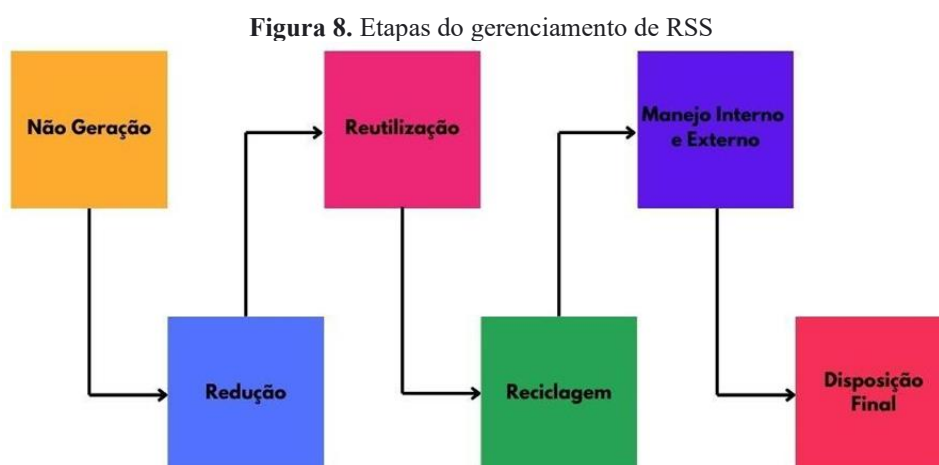 Figura 8. Etapas do gerenciamento de RSS
Não Geração
Redução
Reutilização
Reciclagem
Manejo Interno
e Externo
Disposição
Final